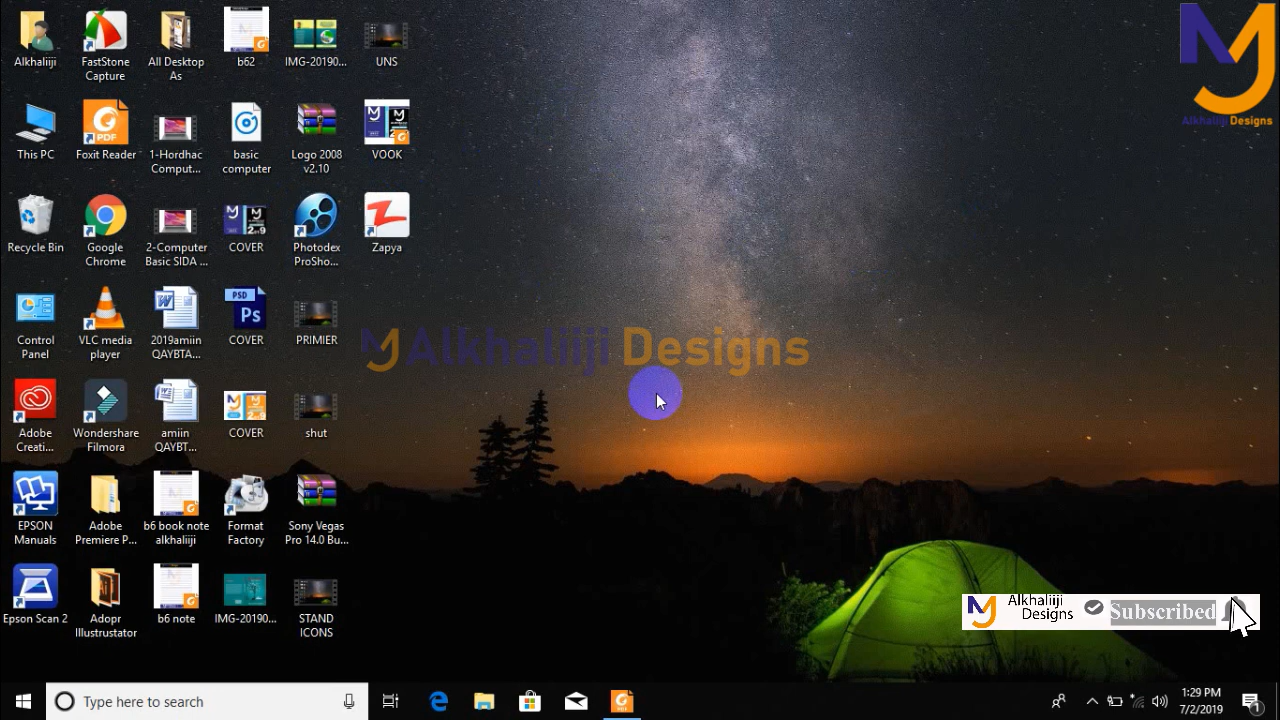 Alkhaliiji
FastStone
Capture
All Desktop
As
b62
IMG-20190...
UNS
Alkhaliiji Designs
This PC
Foxit Reader
PDF
1-Hordhac
Comput...
basic
computer
Logo 2008
v2.10
VOOK
Recycle Bin
Google
Chrome
2-Computer
Basic SIDA ...
COVER
Photodex
ProSho...
Zapya
Control
Panel
VLC media
player
2019amiin
QAYBTA...
PSD
Ps
COVER
PRIMIER
Alkhaliiji Designs
Adobe
Creati...
Wondershare
Filmora
amiin
QAYBT...
COVER
shut
EPSON
Manuals
Adobe
Premiere P...
b6 book note
alkhaliiji
Format
Factory
Sony Vegas
Pro 14.0 Bu...
Epson Scan 2
Adopr
Illustrustator
b6 note
IMG-20190...
STAND
ICONS
Alkhaliiji
Designs
Subscribed
Type here to search
1:29 PM
7/2/2019